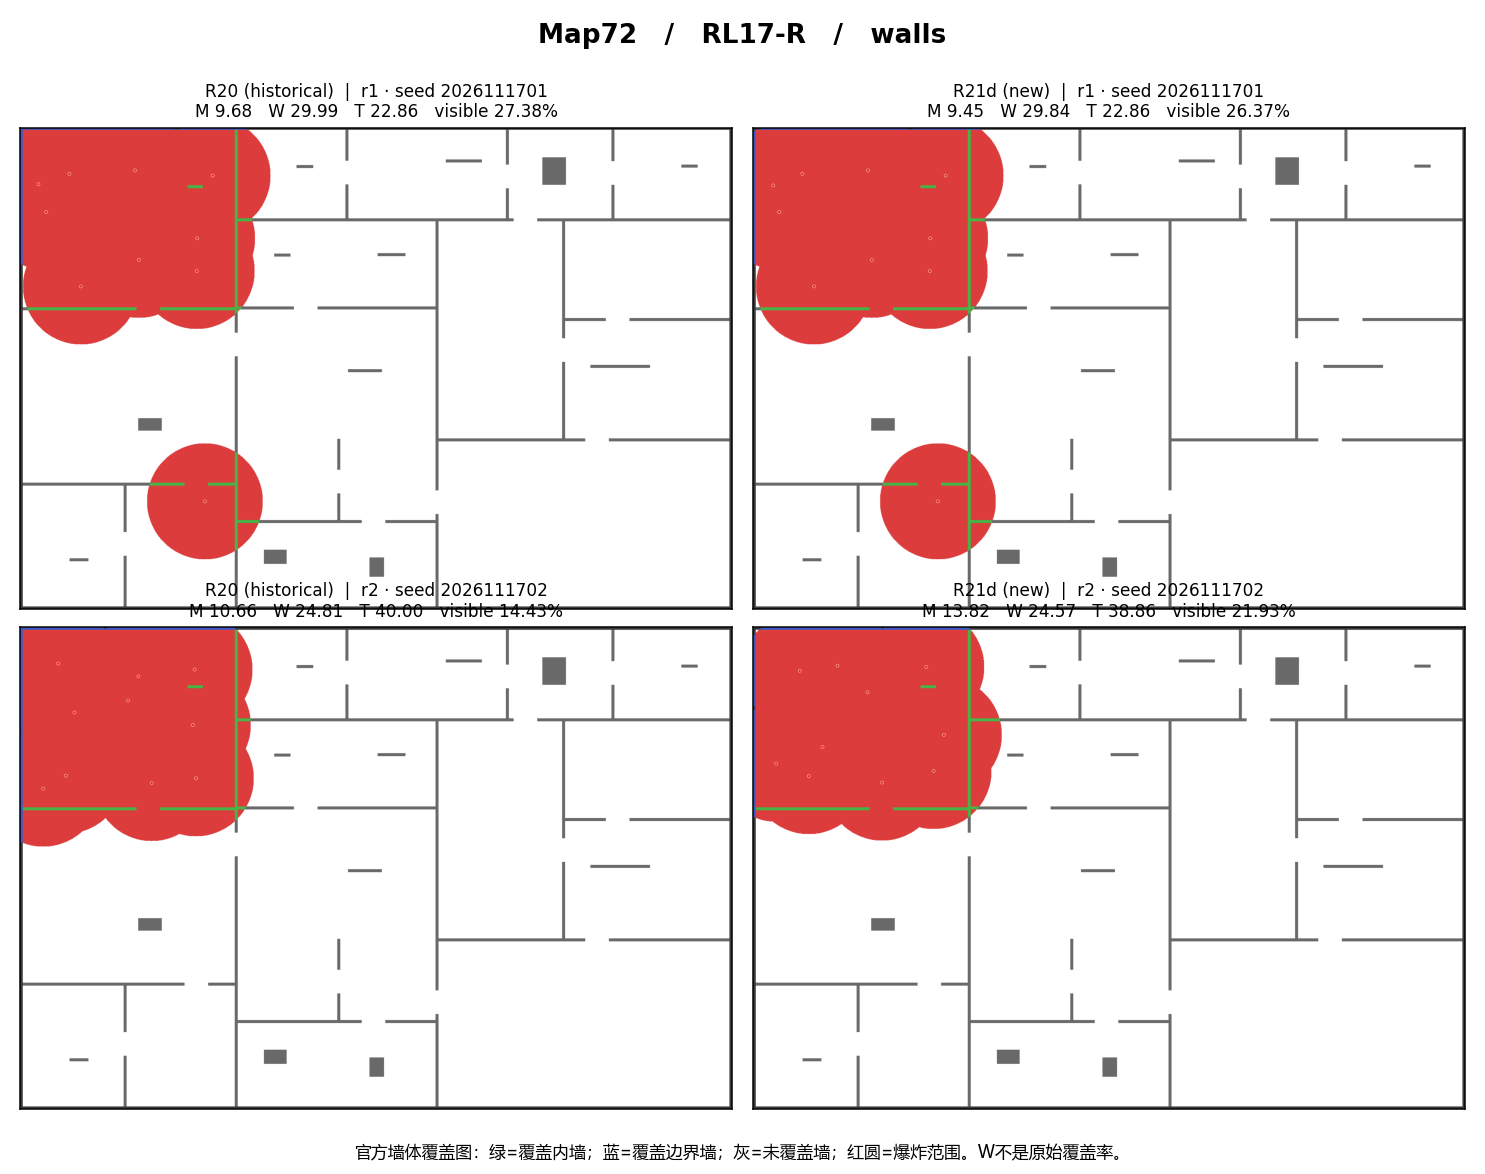 Map72 / RL17-R / walls
R20 (historical) | r1 · seed 2026111701
M 9.68 W 29.99 T 22.86 visible 27.38%
R21d (new) | r1 · seed 2026111701
M 9.45 W 29.84 T 22.86 visible 26.37%
R20 (historical) | r2 · seed 2026111702
M 10.66 W 24.81 T 40.00 visible 14.43%
R21d (new) | r2 · seed 2026111702
M 13.82 W 24.57 T 38.86 visible 21.93%
官方墙体覆盖图：绿=覆盖内墙；蓝=覆盖边界墙；灰=未覆盖墙；红圆=爆炸范围。W不是原始覆盖率。